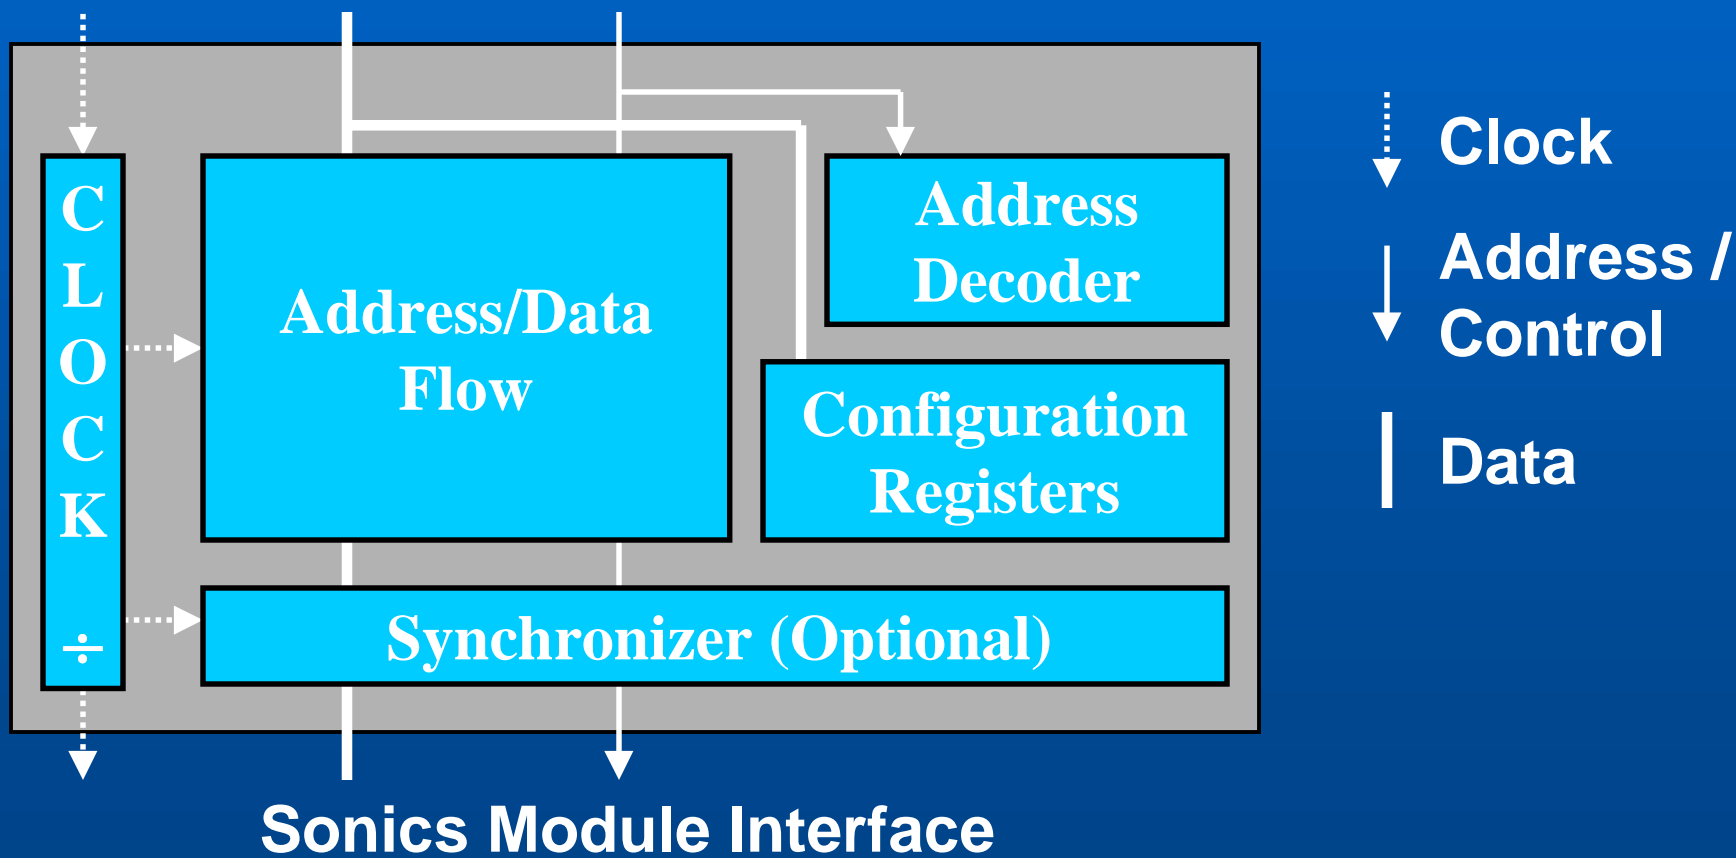 C
L
O
C
K
÷
Address/Data
Flow
Address
Decoder
Configuration
Registers
Synchronizer (Optional)
Clock
Address /
Control
Data
Sonics Module Interface